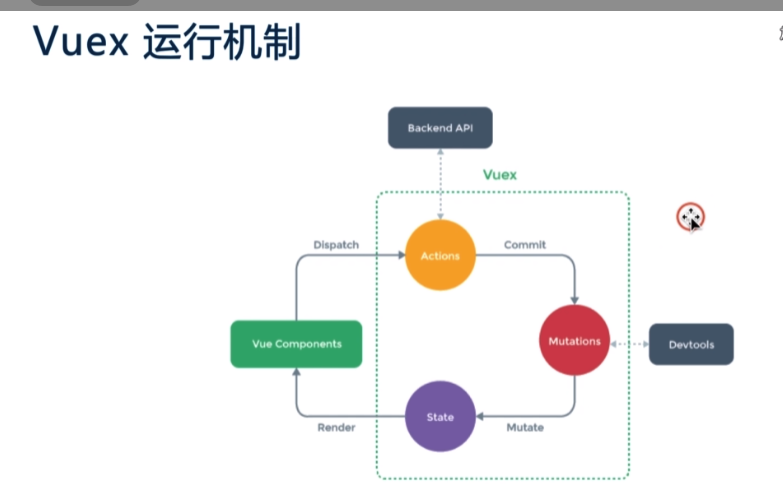 Vuex 运行机制
Backend API
Vuex
Dispatch
Actions
Commit
Vue Components
Mutations
Devtools
State
Render
Mutate